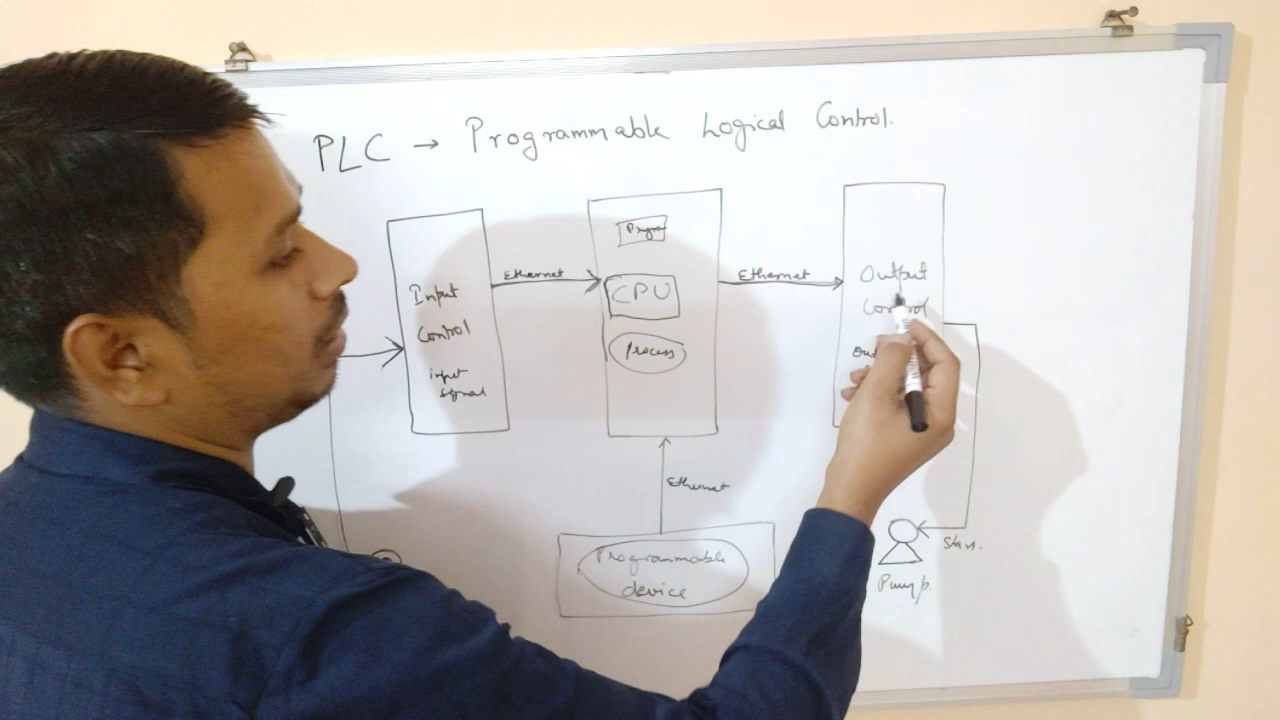 PLC → Programmable Logical Control.
Input
Control
input
signal
Ethernet
Program
CPU
Process
Ethernet
Output
Control
Ethernet
Programmable
device
Start.
Pump.